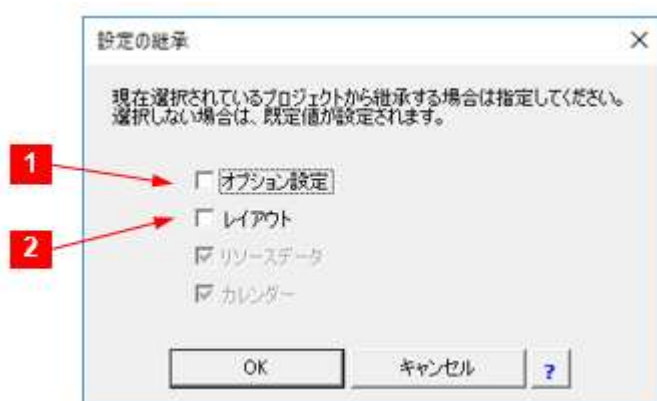 設定の継承
現在選択されているプロジェクトから継承する場合は指定してください。
選択しない場合は、既定値が設定されます。
1
オプション設定
レイアウト
2
リソースデータ
カレンダー
OK キャンセル ?